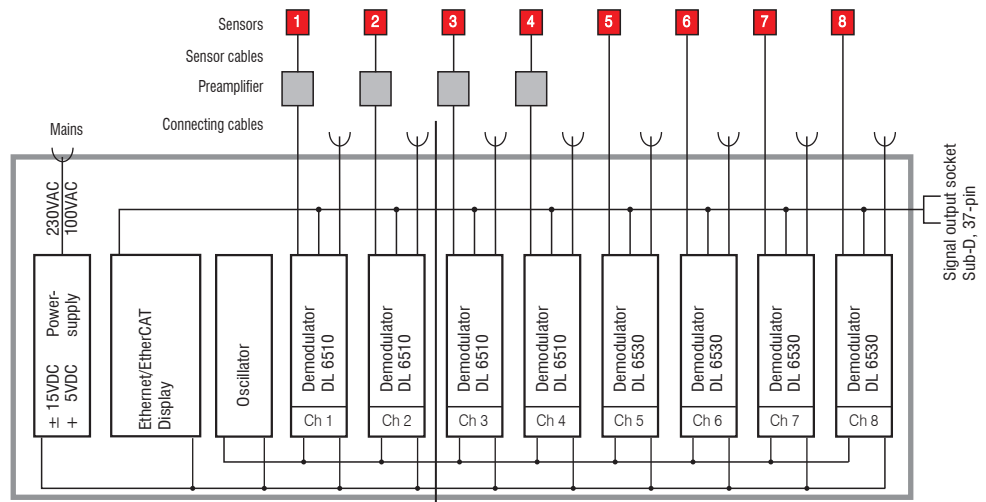 Sensors
1 2 3 4 5 6 7 8
Sensor cables
Preamplifier
Connecting cables
Mains
230VAC
100VAC
Signal output socket
Sub-D, 37-pin
± 15VDC Power-
+ 5VDC supply
Ethernet/EtherCAT
Display
Oscillator
Demodulator
DL 6510
Ch 1
Demodulator
DL 6510
Ch 2
Demodulator
DL 6510
Ch 3
Demodulator
DL 6510
Ch 4
Demodulator
DL 6530
Ch 5
Demodulator
DL 6530
Ch 6
Demodulator
DL 6530
Ch 7
Demodulator
DL 6530
Ch 8